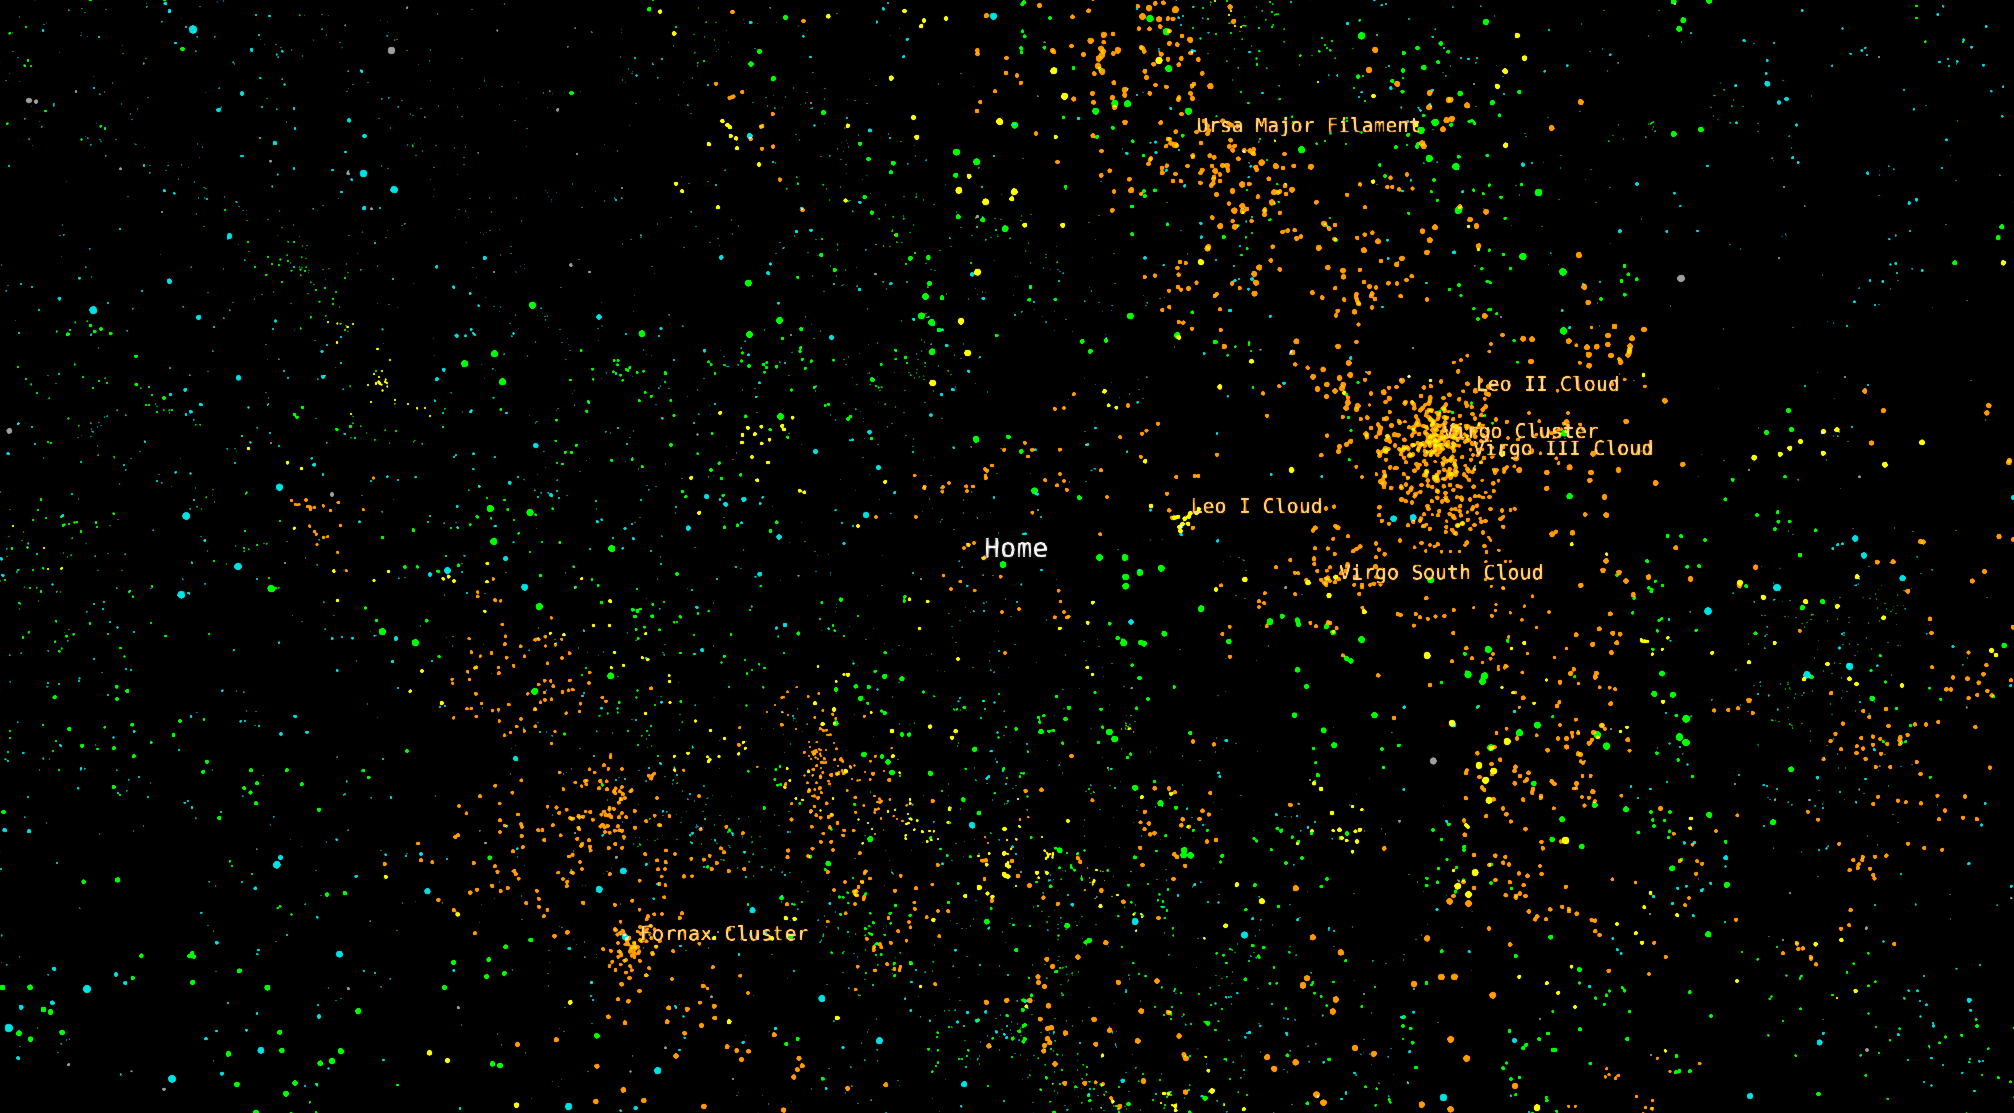 Ursa Major Filament
Leo II Cloud
Virgo Cluster
Virgo III Cloud
Leo I Cloud
Home
Virgo South Cloud
Fornax Cluster